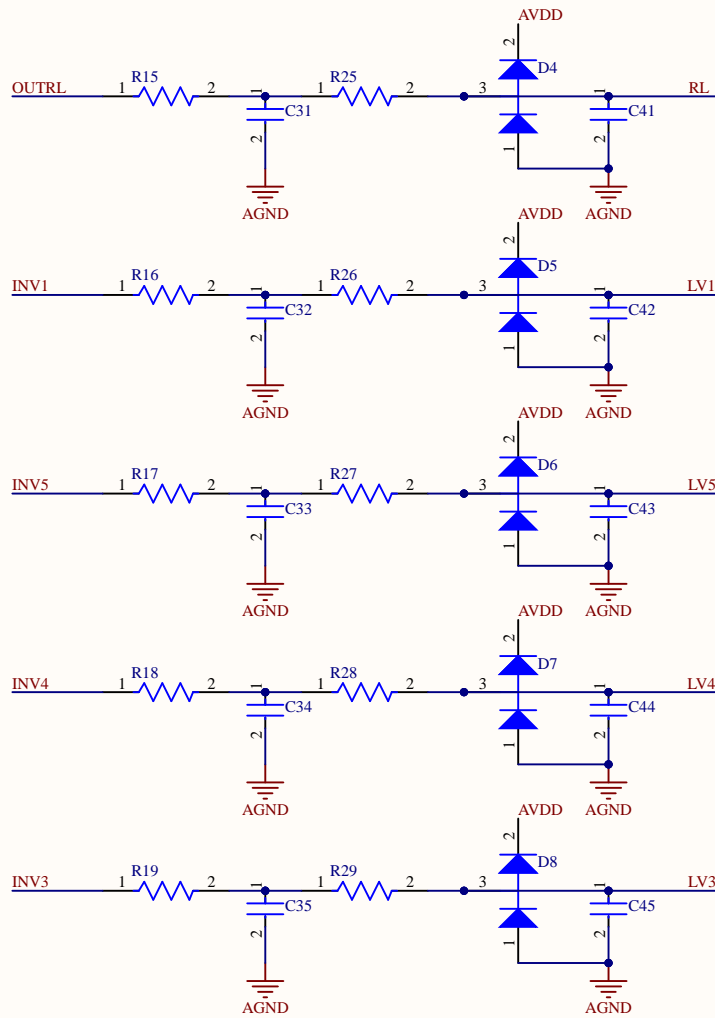 AVDD
2
D4
OUTRL 1 R15 2 1 1 R25 2 3 1 RL
C31 C41
2 1 2
AGND AGND
AVDD
2
D5
INV1 1 R16 2 1 1 R26 2 3 1 LV1
C32 C42
2 1 2
AGND AGND
AVDD
2
D6
INV5 1 R17 2 1 1 R27 2 3 1 LV5
C33 C43
2 1 2
AGND AGND
AVDD
2
D7
INV4 1 R18 2 1 1 R28 2 3 1 LV4
C34 C44
2 1 2
AGND AGND
AVDD
2
D8
INV3 1 R19 2 1 1 R29 2 3 1 LV3
C35 C45
2 1 2
AGND AGND